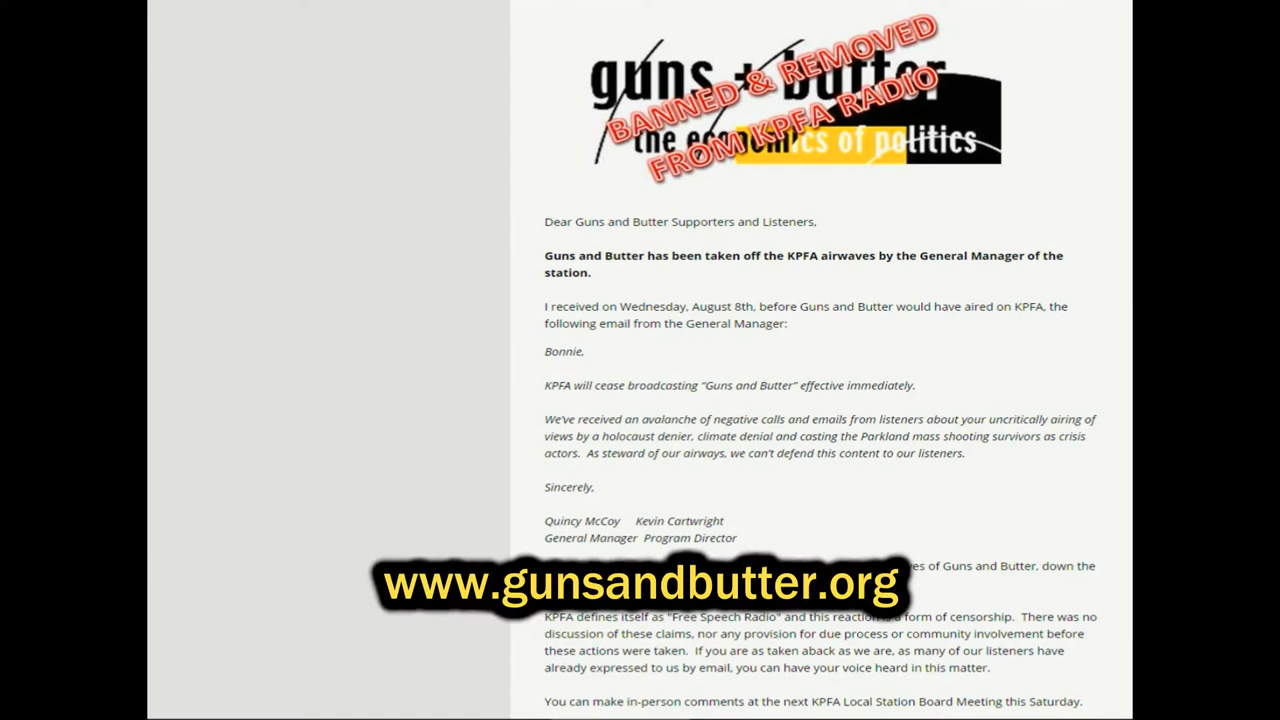 guns + butter
BANNED & REMOVED
FROM KPFA RADIO
the economics of politics
Dear Guns and Butter Supporters and Listeners,
Guns and Butter has been taken off the KPFA airwaves by the General Manager of the
station.
I received on Wednesday, August 8th, before Guns and Butter would have aired on KPFA, the
following email from the General Manager:
Bonnie,
KPFA will cease broadcasting “Guns and Butter” effective immediately.
We’ve received an avalanche of negative calls and emails from listeners about your uncritically airing of
views by a holocaust denier, climate denial and casting the Parkland mass shooting survivors as crisis
actors.  As steward of our airways, we can’t defend this content to our listeners.
Sincerely,
Quincy McCoy    Kevin Cartwright
General Manager  Program Director
of Guns and Butter, down the
www.gunsandbutter.org
KPFA defines itself as "Free Speech Radio" and this reaction is a form of censorship.  There was no
discussion of these claims, nor any provision for due process or community involvement before
these actions were taken.  If you are as taken aback as we are, as many of our listeners have
already expressed to us by email, you can have your voice heard in this matter.
You can make in-person comments at the next KPFA Local Station Board Meeting this Saturday.